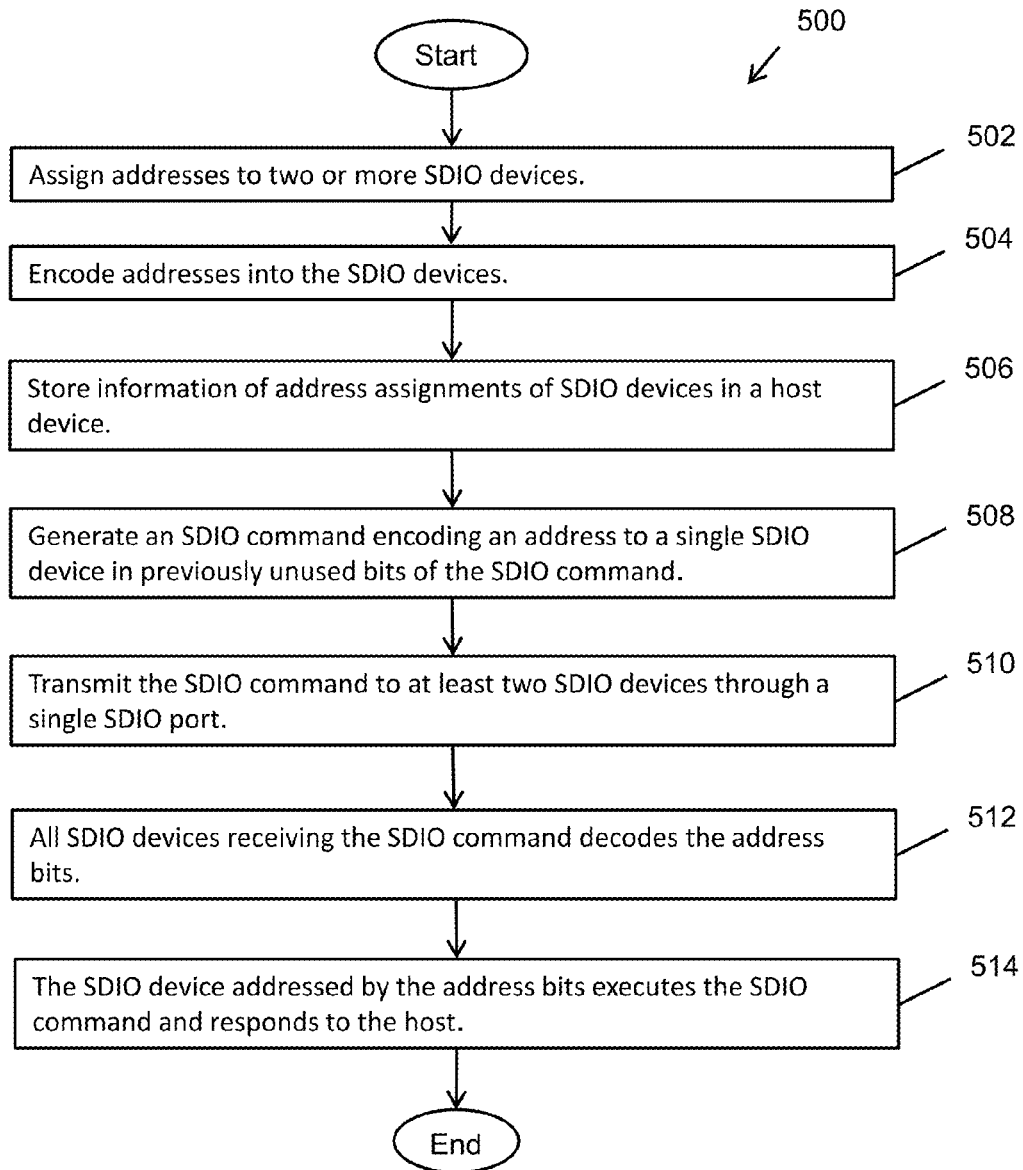 500
Start
502
Assign addresses to two or more SDIO devices.
504
Encode addresses into the SDIO devices.
506
Store information of address assignments of SDIO devices in a host
device.
508
Generate an SDIO command encoding an address to a single SDIO
device in previously unused bits of the SDIO command.
510
Transmit the SDIO command to at least two SDIO devices through a
single SDIO port.
512
All SDIO devices receiving the SDIO command decodes the address
bits.
514
The SDIO device addressed by the address bits executes the SDIO
command and responds to the host.
End